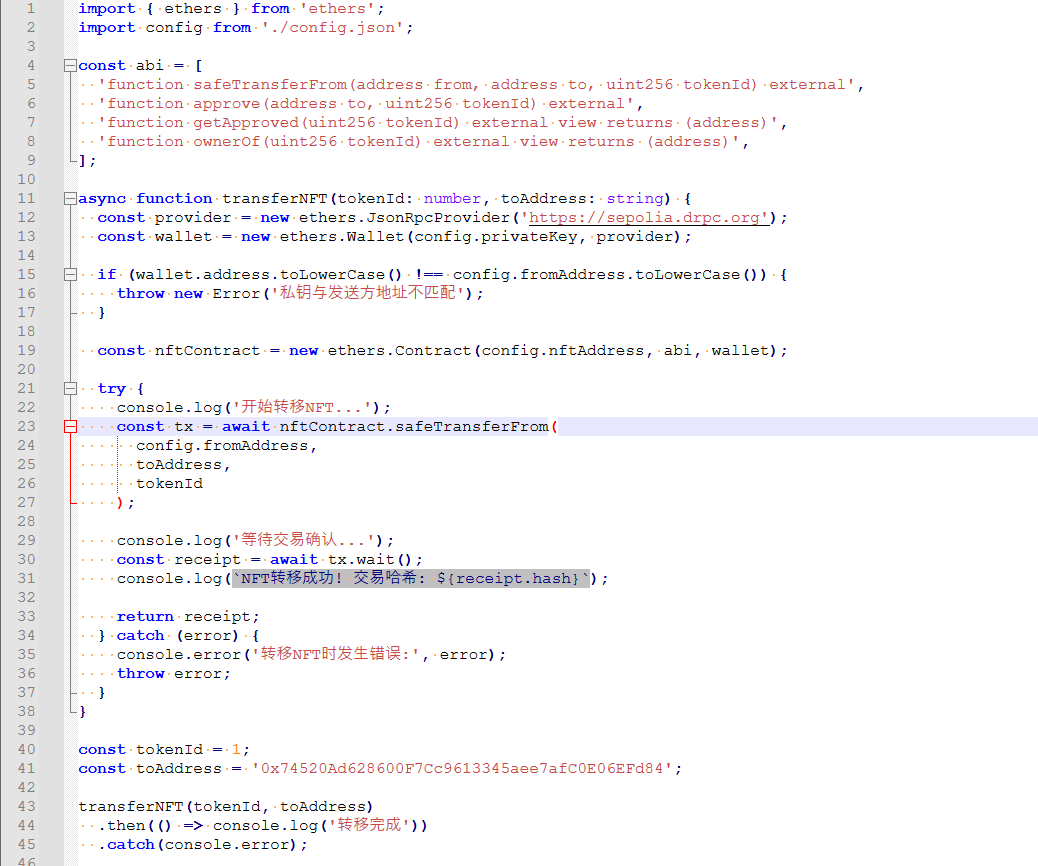 1 import { ethers } from 'ethers';
2 import config from './config.json';
3
4 const abi = [
5   'function safeTransferFrom(address from, address to, uint256 tokenId) external',
6   'function approve(address to, uint256 tokenId) external',
7   'function getApproved(uint256 tokenId) external view returns (address)',
8   'function ownerOf(uint256 tokenId) external view returns (address)',
9 ];
10
11 async function transferNFT(tokenId: number, toAddress: string) {
12   const provider = new ethers.JsonRpcProvider('https://sepolia.drpc.org');
13   const wallet = new ethers.Wallet(config.privateKey, provider);
14
15   if (wallet.address.toLowerCase() !== config.fromAddress.toLowerCase()) {
16     throw new Error('私钥与发送方地址不匹配');
17   }
18
19   const nftContract = new ethers.Contract(config.nftAddress, abi, wallet);
20
21   try {
22     console.log('开始转移NFT...');
23     const tx = await nftContract.safeTransferFrom(
24       config.fromAddress,
25       toAddress,
26       tokenId
27     );
28
29     console.log('等待交易确认...');
30     const receipt = await tx.wait();
31     console.log(`NFT转移成功! 交易哈希: ${receipt.hash}`);
32
33     return receipt;
34   } catch (error) {
35     console.error('转移NFT时发生错误:', error);
36     throw error;
37   }
38 }
39
40 const tokenId = 1;
41 const toAddress = '0x74520Ad628600F7Cc9613345aee7afC0E06EFd84';
42
43 transferNFT(tokenId, toAddress)
44   .then(() => console.log('转移完成'))
45   .catch(console.error);
46